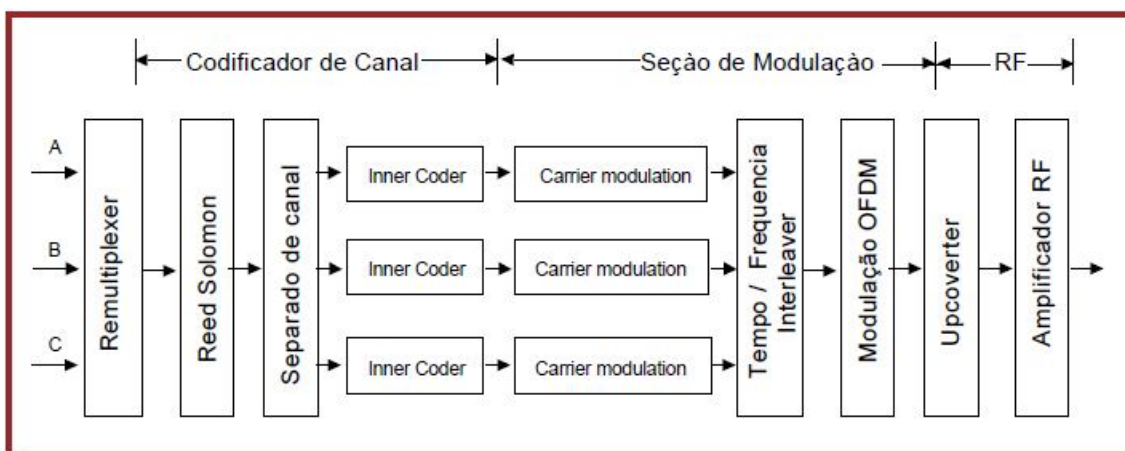 Codificador de Canal
Seção de Modulação
RF
A
B
C
Remultiplexer
Reed Solomon
Separado de canal
Inner Coder
Carrier modulation
Inner Coder
Carrier modulation
Inner Coder
Carrier modulation
Tempo / Frequencia
Interleaver
Modulação OFDM
Upcoverter
Amplificador RF